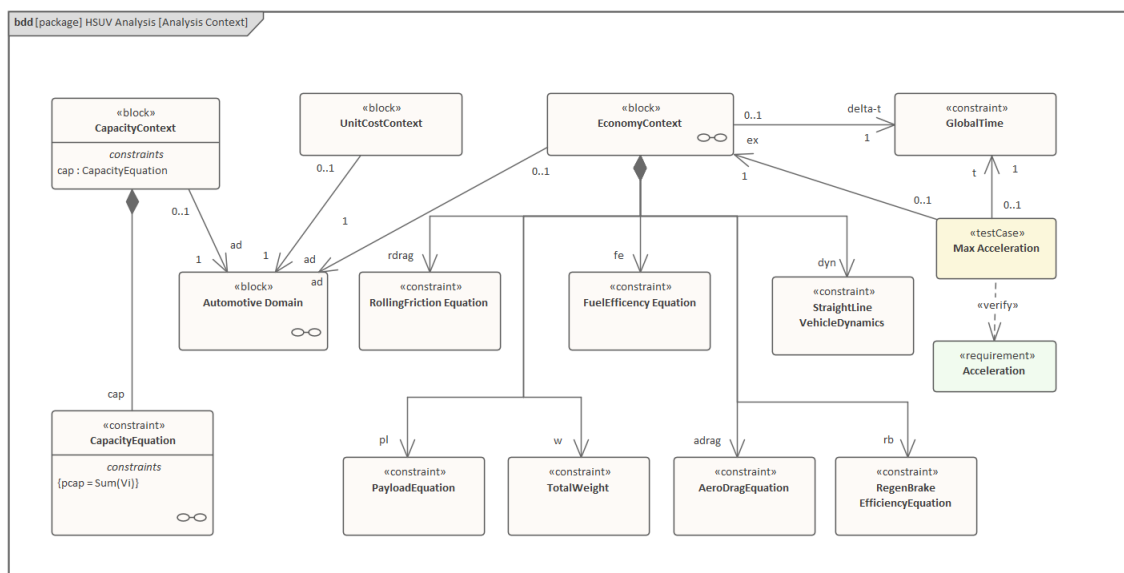 bdd [package] HSUV Analysis [Analysis Context]
«block»
CapacityContext
constraints
cap : CapacityEquation
«block»
UnitCostContext
«block»
EconomyContext
«constraint»
GlobalTime
0..1
delta-t
1
ex
1
0..1
t
1
0..1
«testCase»
Max Acceleration
«verify»
«requirement»
Acceleration
0..1
ad
1
0..1
1
0..1
1
ad
ad
«block»
Automotive Domain
rdrag
«constraint»
RollingFriction Equation
fe
«constraint»
FuelEfficency Equation
dyn
«constraint»
StraightLine
VehicleDynamics
cap
«constraint»
CapacityEquation
constraints
{pcap = Sum(Vi)}
pl
«constraint»
PayloadEquation
w
«constraint»
TotalWeight
adrag
«constraint»
AeroDragEquation
rb
«constraint»
RegenBrake
EfficiencyEquation